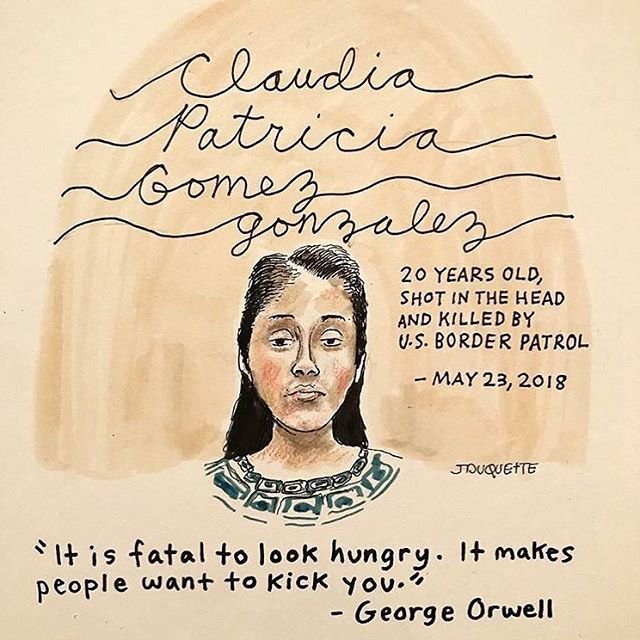 Claudia
Patricia
Gomez
gonzalez
20 YEARS OLD,
SHOT IN THE HEAD
AND KILLED BY
U.S. BORDER PATROL
– MAY 23, 2018
JDUQUETTE
"It is fatal to look hungry. It makes
people want to kick you."
– George Orwell